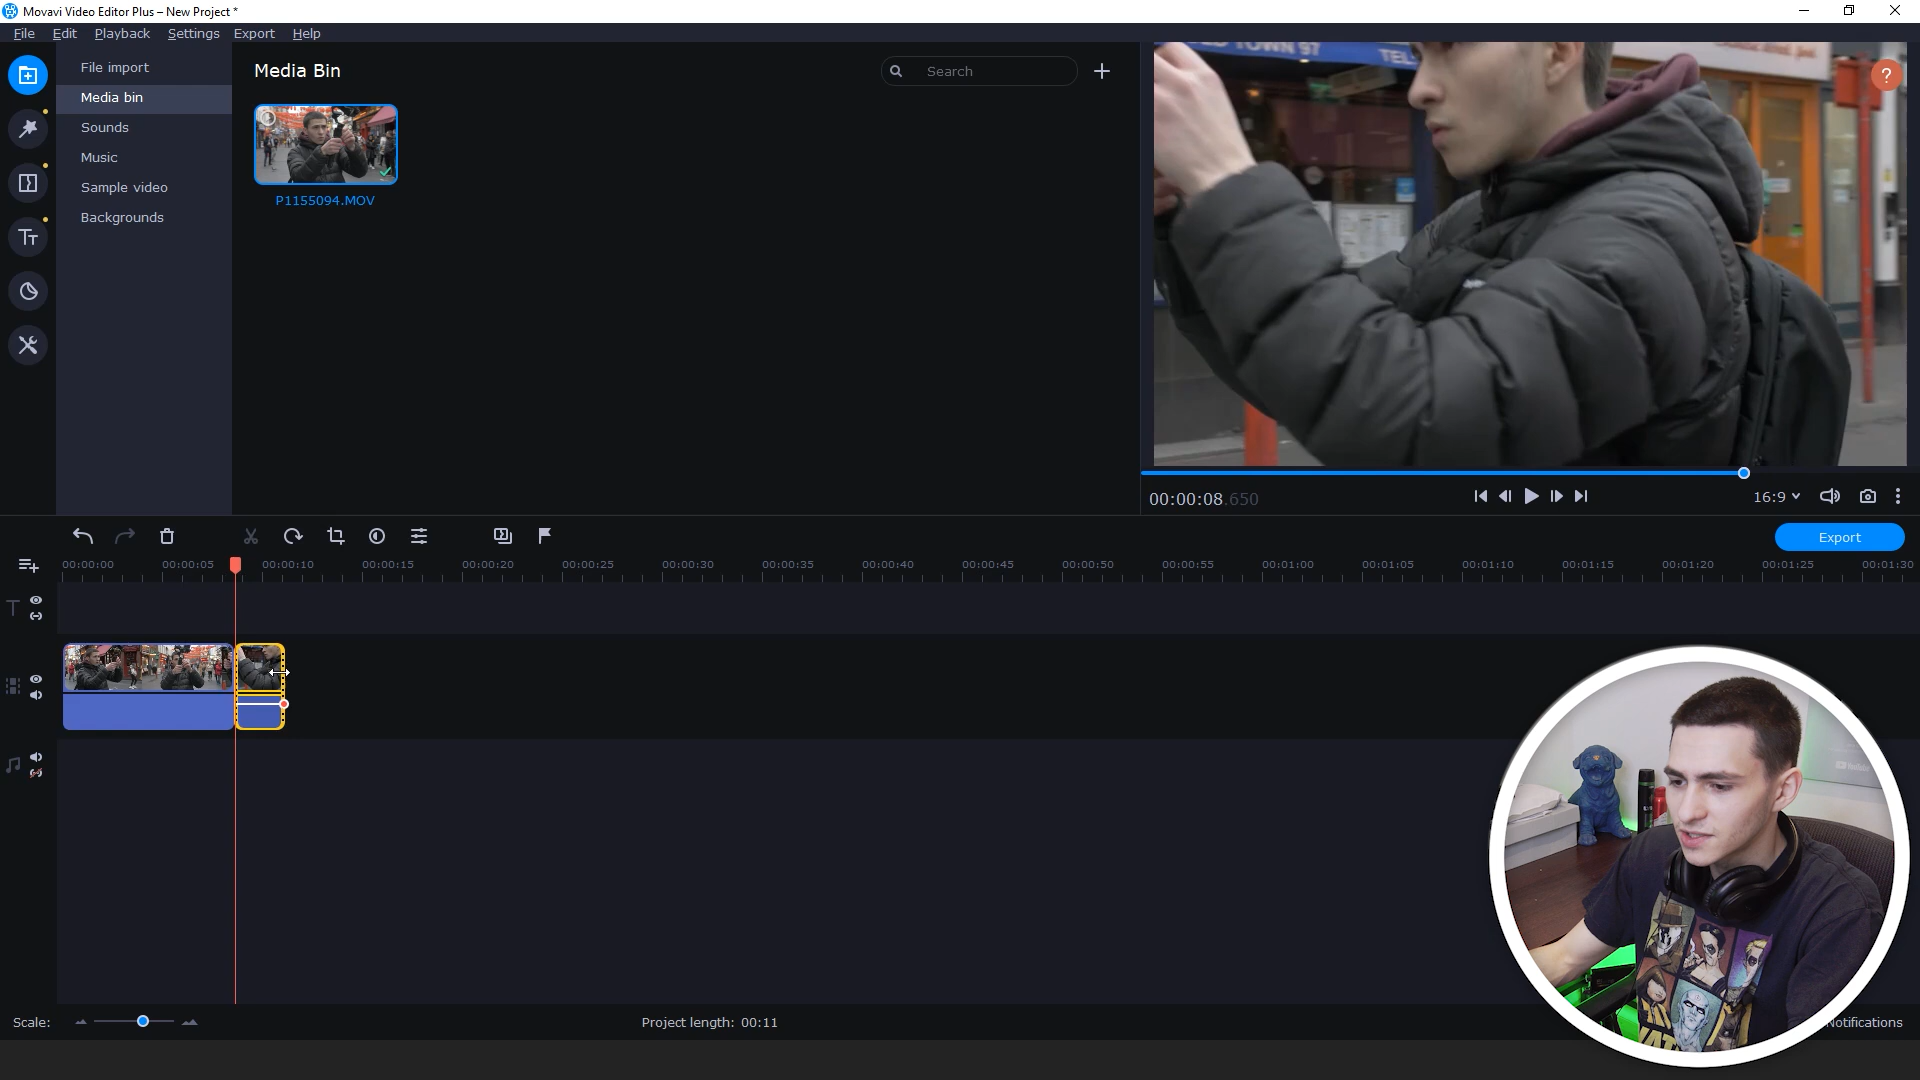 Movavi Video Editor Plus – New Project *
File Edit Playback Settings Export Help
File import
Media bin
Sounds
Music
Sample video
Backgrounds
Media Bin
Search
P1155094.MOV
TOWN 97
TEL:
?
00:00:08.650
16:9
Export
00:00:00 00:00:05 00:00:10 00:00:15 00:00:20 00:00:25 00:00:30 00:00:35 00:00:40 00:00:45 00:00:50 00:00:55 00:01:00 00:01:05 00:01:10 00:01:15 00:01:20 00:01:25 00:01:30
YouTube
Scale:
Project length: 00:11
Notifications